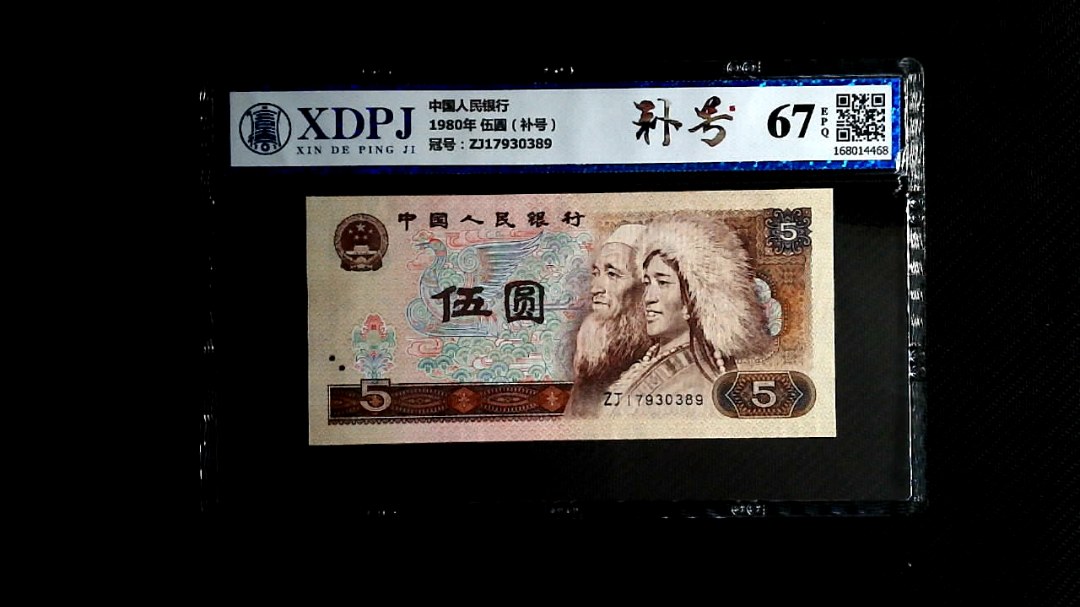 XDPJ
XIN DE PING JI
中国人民银行
1980年 伍圆（补号）
冠号：ZJ17930389
补号
67
EPQ
168014468
中国人民银行
5
伍圆
5
ZJ17930389
5